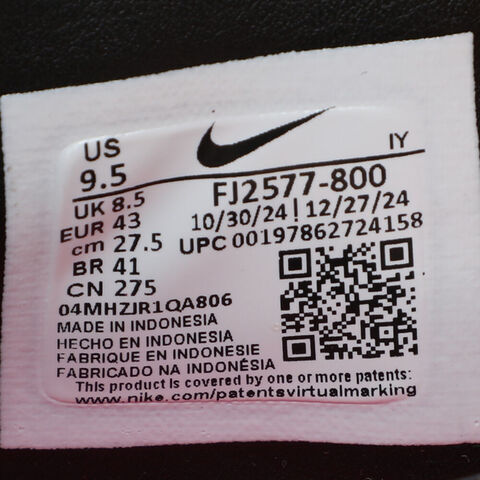 US
9.5
IY
UK 8.5
EUR 43
cm 27.5
BR 41
CN 275
FJ2577-800
10/30/24 | 12/27/24
UPC 00197862724158
04MHZJR1QA806
MADE IN INDONESIA
HECHO EN INDONESIA
FABRIQUE EN INDONESIE
FABRICADO NA INDONÉSIA
This product is covered by one or more patents:
www.nike.com/patentsvirtualmarking